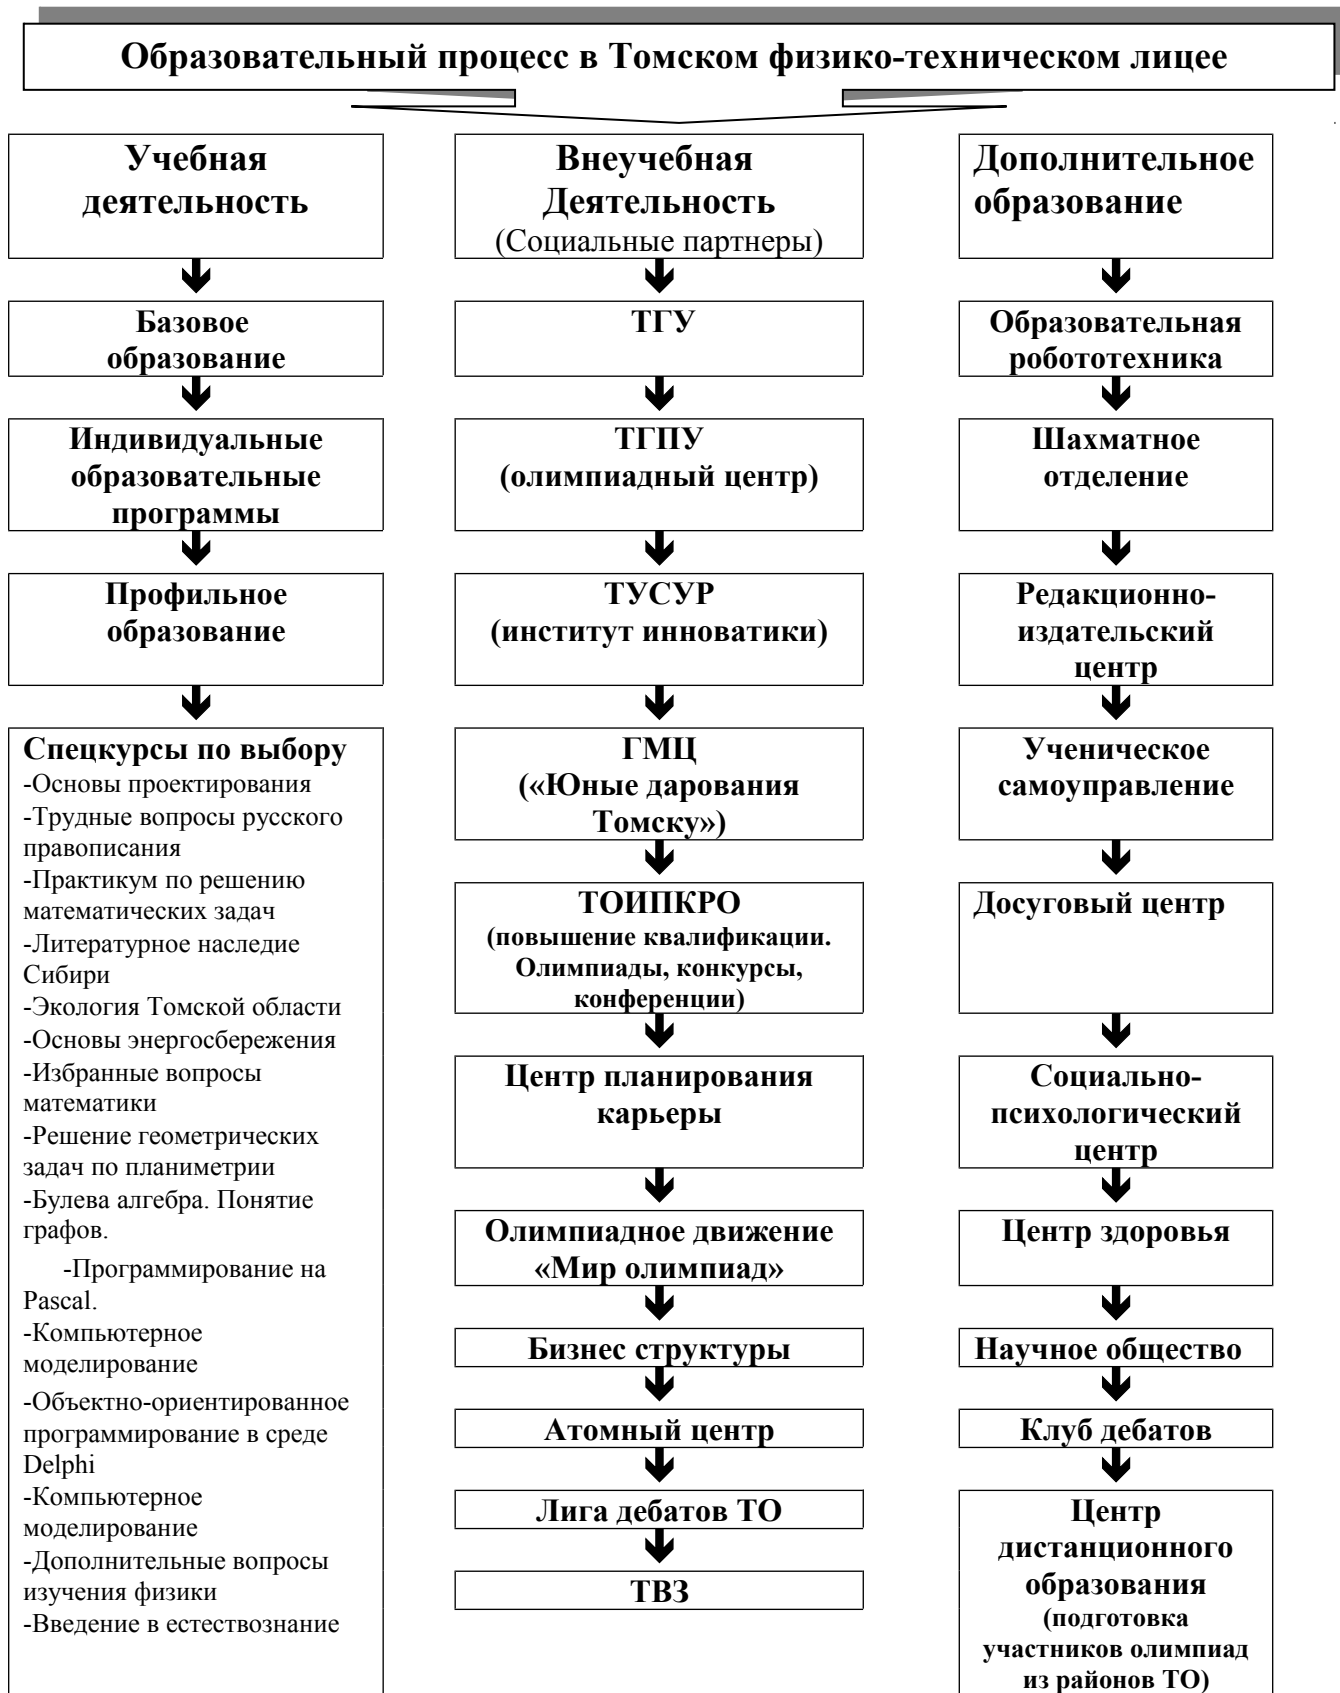 Образовательный процесс в Томском физико-техническом лицее
Учебная
деятельность
Базовое
образование
Индивидуальные
образовательные
программы
Профильное
образование
Спецкурсы по выбору
-Основы проектирования
-Трудные вопросы русского
правописания
-Практикум по решению
математических задач
-Литературное наследие
Сибири
-Экология Томской области
-Основы энергосбережения
-Избранные вопросы
математики
-Решение геометрических
задач по планиметрии
-Булева алгебра. Понятие
графов.
-Программирование на
Pascal.
-Компьютерное
моделирование
-Объектно-ориентированное
программирование в среде
Delphi
-Компьютерное
моделирование
-Дополнительные вопросы
изучения физики
-Введение в естествознание
Внеучебная
Деятельность
(Социальные партнеры)
ТГУ
ТГПУ
(олимпиадный центр)
ТУСУР
(институт инноватики)
ГМЦ
(«Юные дарования
Томску»)
ТОИПКРО
(повышение квалификации.
Олимпиады, конкурсы,
конференции)
Центр планирования
карьеры
Олимпиадное движение
«Мир олимпиад»
Бизнес структуры
Атомный центр
Лига дебатов ТО
ТВЗ
Дополнительное
образование
Образовательная
робототехника
Шахматное
отделение
Редакционно-
издательский
центр
Ученическое
самоуправление
Досуговый центр
Социально-
психологический
центр
Центр здоровья
Научное общество
Клуб дебатов
Центр
дистанционного
образования
(подготовка
участников олимпиад
из районов ТО)